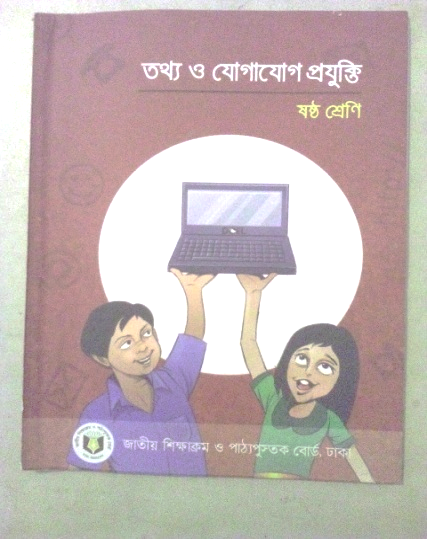 তথ্য ও যোগাযোগ প্রযুক্তি
ষষ্ঠ শ্রেণি
জাতীয় শিক্ষাক্রম ও পাঠ্যপুস্তক বোর্ড, ঢাকা